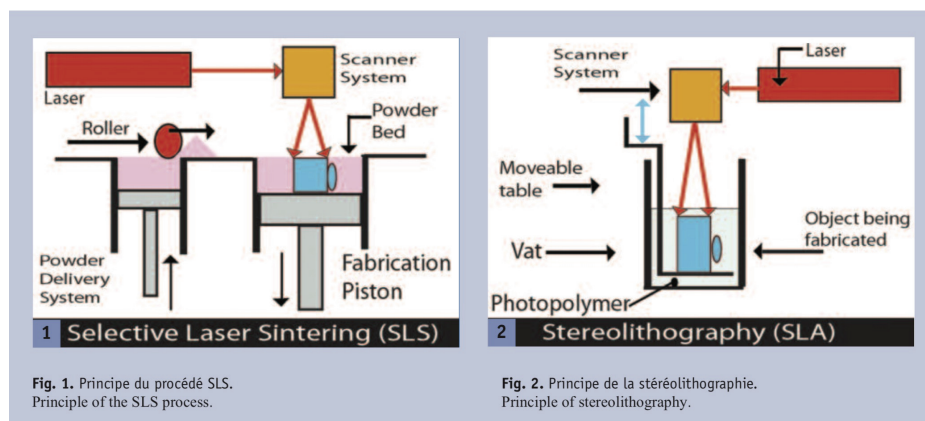 Laser
Scanner
System
Roller
Powder
Bed
Powder
Delivery
System
Fabrication
Piston
1 Selective Laser Sintering (SLS)
Fig. 1. Principe du procédé SLS.
Principle of the SLS process.
Scanner
System
Laser
Moveable
table
Vat
Object being
fabricated
Photopolymer
2 Stereolithography (SLA)
Fig. 2. Principe de la stéréolithographie.
Principle of stereolithography.